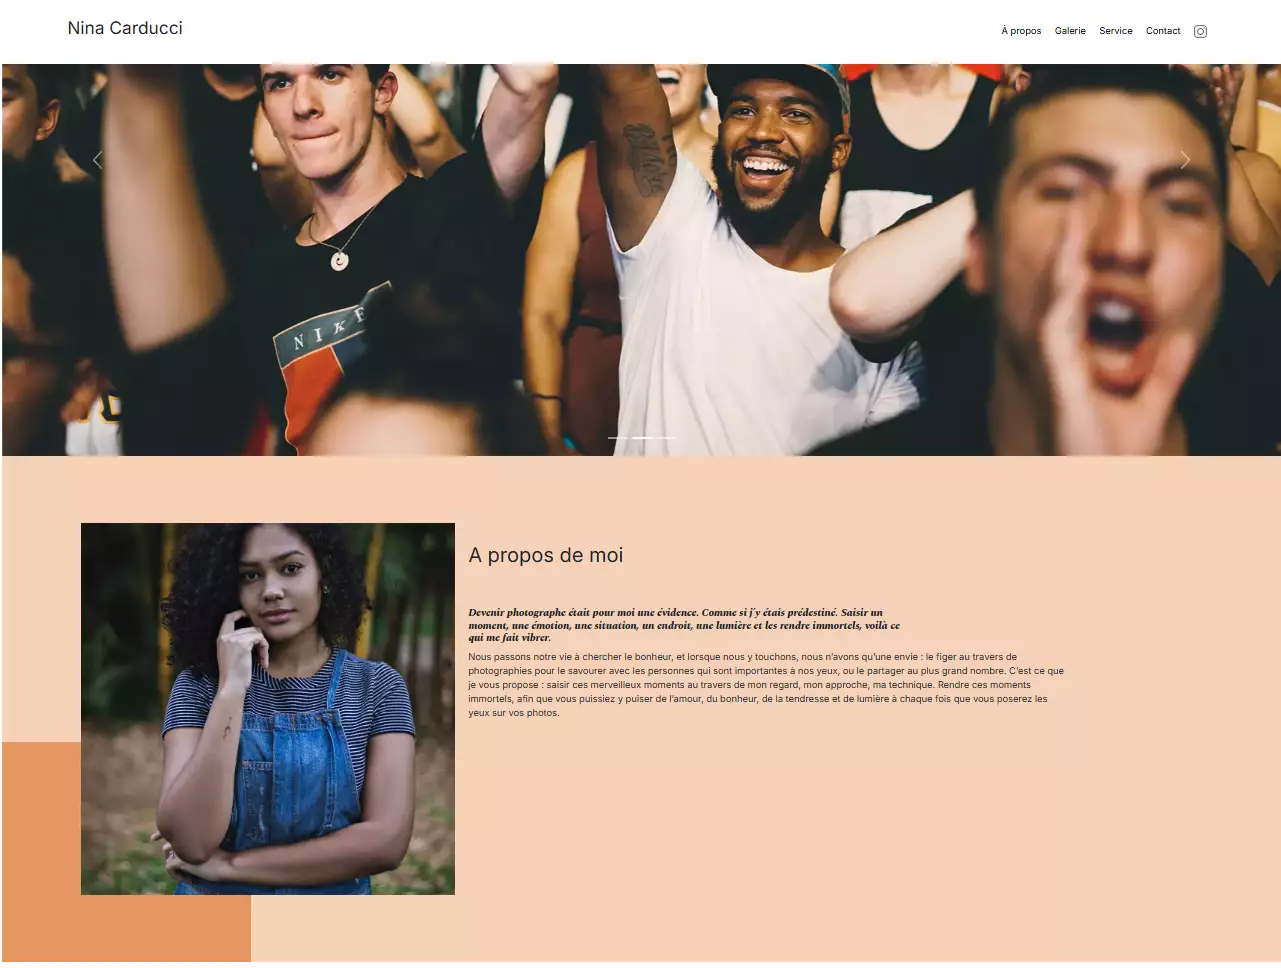 Nina Carducci
À propos Galerie Service Contact
NIKE
A propos de moi
Devenir photographe était pour moi une évidence. Comme si j'y étais prédestiné. Saisir un
moment, une émotion, une situation, un endroit, une lumière et les rendre immortels, voilà ce
qui me fait vibrer.
Nous passons notre vie à chercher le bonheur, et lorsque nous y touchons, nous n'avons qu'une envie : le figer au travers de
photographies pour le savourer avec les personnes qui sont importantes à nos yeux, ou le partager au plus grand nombre. C'est ce que
je vous propose : saisir ces merveilleux moments au travers de mon regard, mon approche, ma technique. Rendre ces moments
immortels, afin que vous puissiez y puiser de l'amour, du bonheur, de la tendresse et de lumière à chaque fois que vous poserez les
yeux sur vos photos.